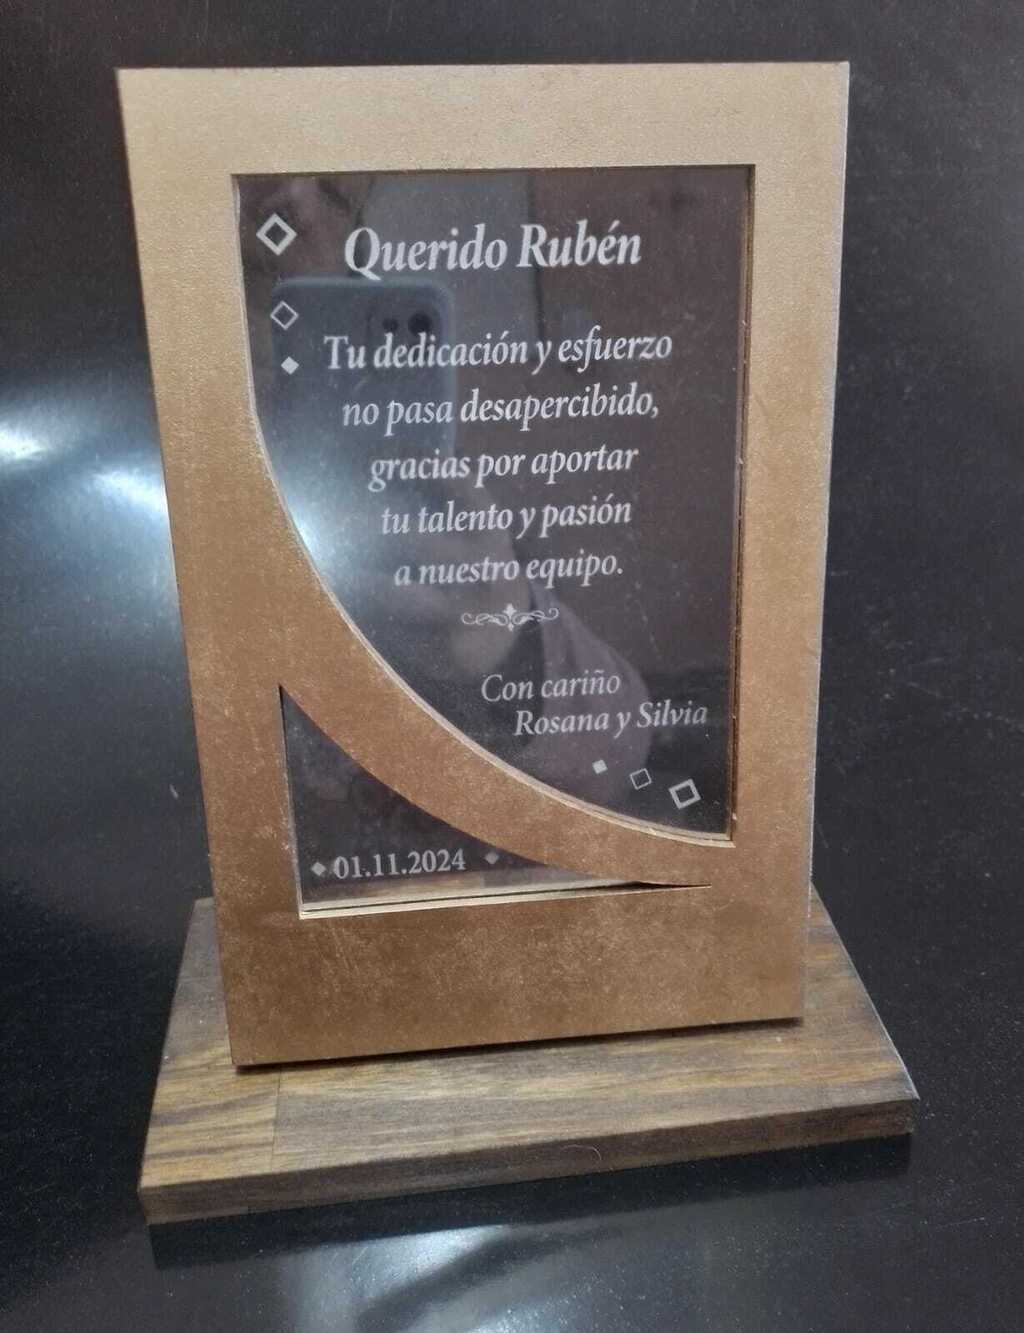 Querido Rubén
Tu dedicación y esfuerzo
no pasa desapercibido,
gracias por aportar
tu talento y pasión
a nuestro equipo.
Con cariño
Rosana y Silvia
01.11.2024